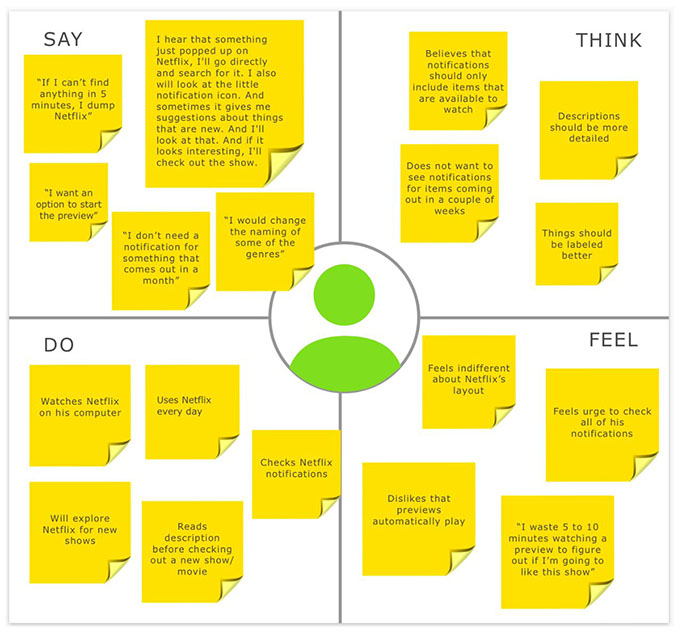 SAY
“If I can’t find
anything in 5
minutes, I dump
Netflix”
I hear that something
just popped up on
Netflix, I’ll go directly
and search for it. I also
will look at the little
notification icon. And
sometimes it gives me
suggestions about things
that are new. And I'll
look at that. And if it
looks interesting, I'll
check out the show.
“I want an
option to start
the preview”
“I don’t need a
notification for
something that
comes out in a
month”
“I would change
the naming of
some of the
genres”
THINK
Believes that
notifications
should only
include items that
are available to
watch
Descriptions
should be more
detailed
Does not want to
see notifications
for items coming
out in a couple of
weeks
Things should
be labeled
better
DO
Watches Netflix
on his computer
Uses Netflix
every day
Checks Netflix
notifications
Will explore
Netflix for new
shows
Reads
description
before checking
out a new show/
movie
FEEL
Feels indifferent
about Netflix’s
layout
Feels urge to check
all of his
notifications
Dislikes that
previews
automatically play
“I waste 5 to 10
minutes watching a
preview to figure
out if I’m going to
like this show”